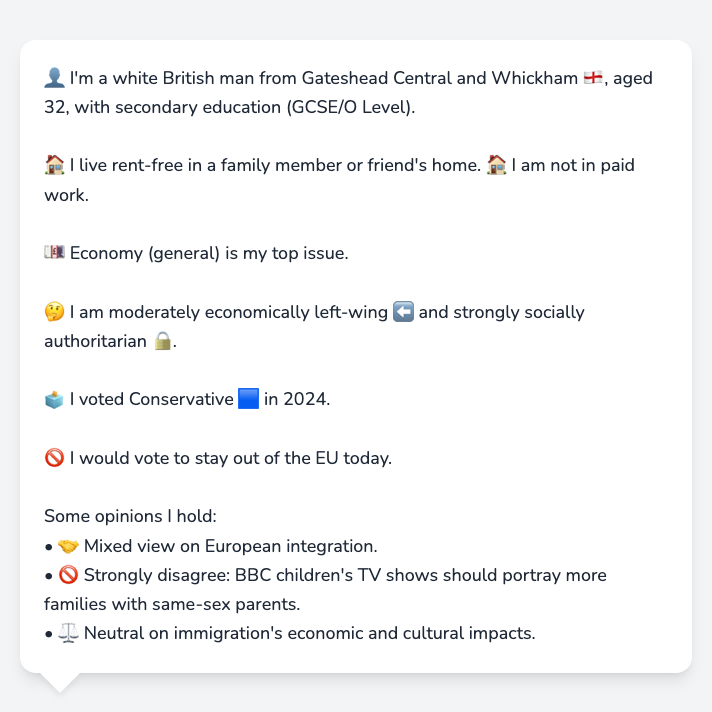 👤 I'm a white British man from Gateshead Central and Whickham 🏴󠁧󠁢󠁥󠁮󠁧󠁿, aged
32, with secondary education (GCSE/O Level).
🏠 I live rent-free in a family member or friend's home. 🏠 I am not in paid
work.
💷 Economy (general) is my top issue.
🤔 I am moderately economically left-wing ⬅️ and strongly socially
authoritarian 🔒.
🗳️ I voted Conservative 🟦 in 2024.
🚫 I would vote to stay out of the EU today.
Some opinions I hold:
• 🤝 Mixed view on European integration.
• 🚫 Strongly disagree: BBC children's TV shows should portray more
families with same-sex parents.
• ⚖️ Neutral on immigration's economic and cultural impacts.